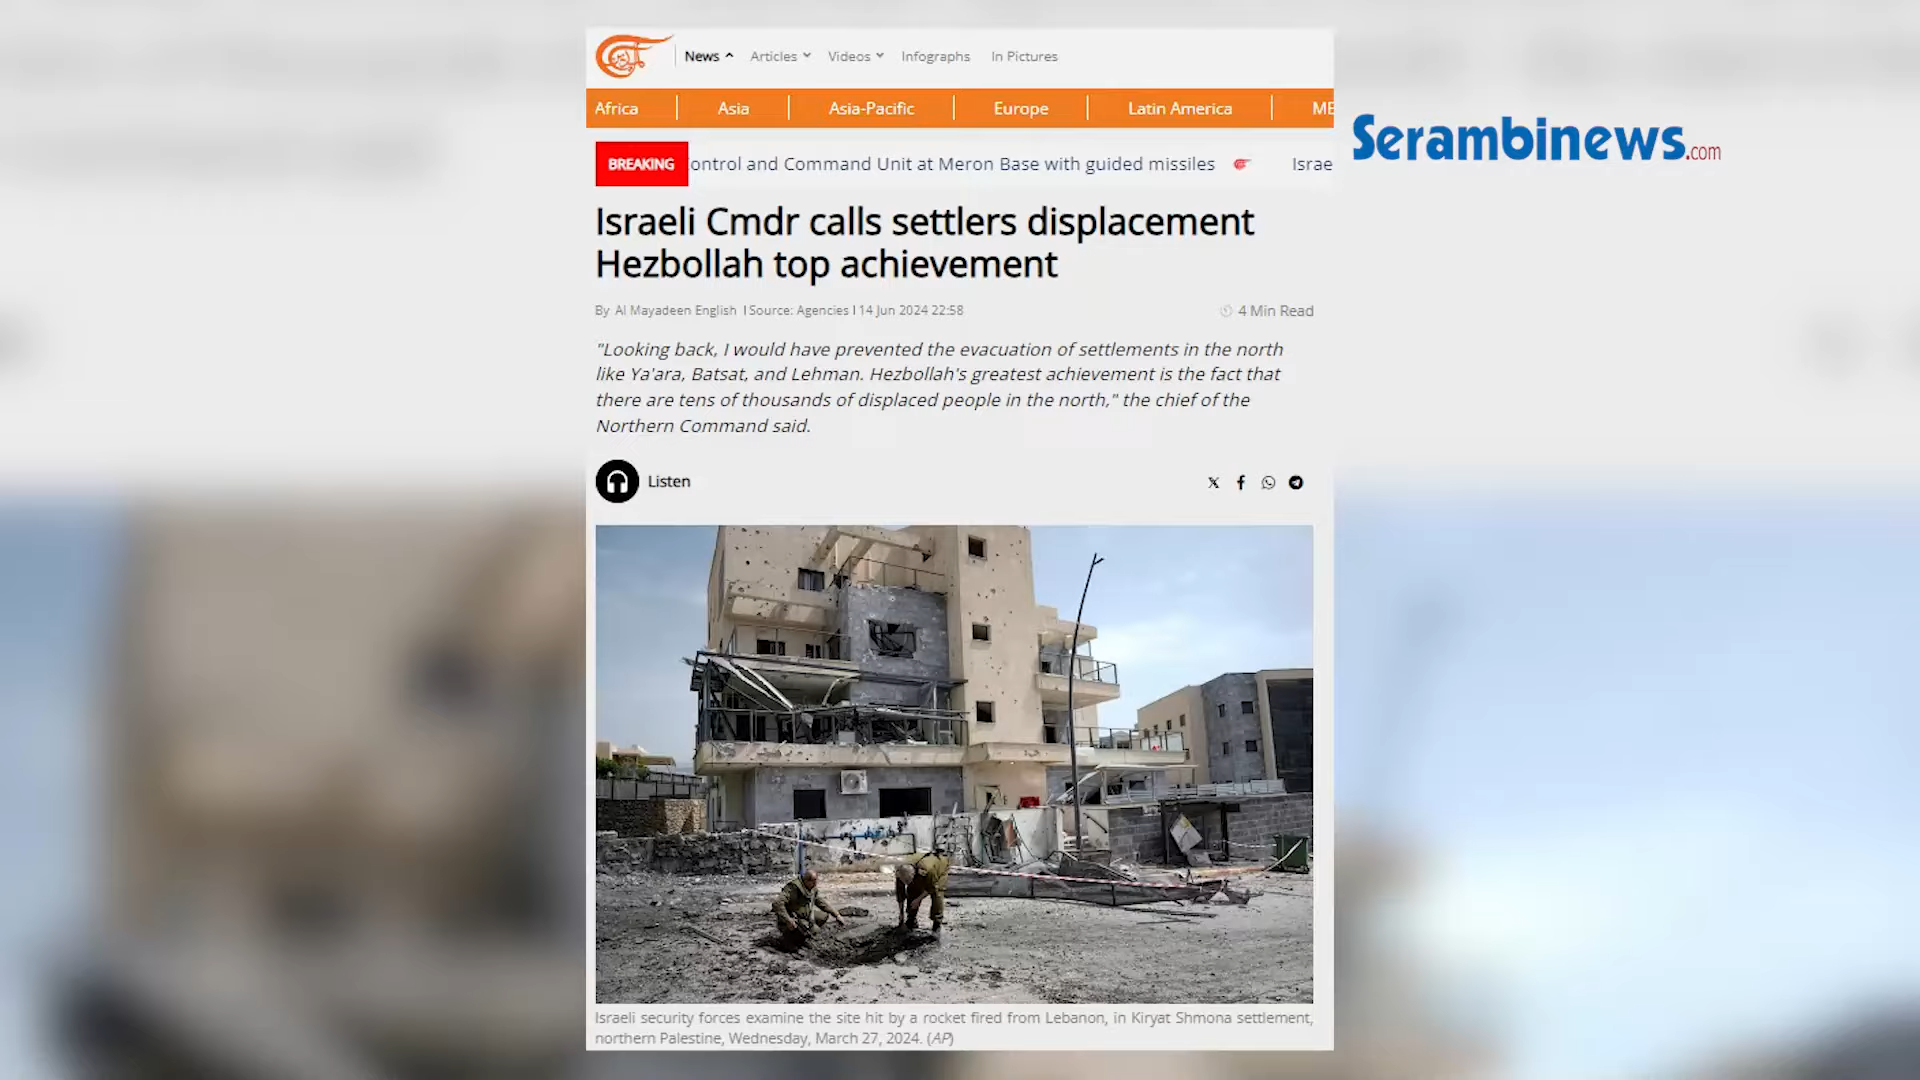 News Articles Videos Infographs In Pictures
Africa Asia Asia-Pacific Europe Latin America ME
Serambinews.com
BREAKING ontrol and Command Unit at Meron Base with guided missiles Israe
Israeli Cmdr calls settlers displacement
Hezbollah top achievement
By Al Mayadeen English | Source: Agencies | 14 Jun 2024 22:58 4 Min Read
"Looking back, I would have prevented the evacuation of settlements in the north
like Ya'ara, Batsat, and Lehman. Hezbollah's greatest achievement is the fact that
there are tens of thousands of displaced people in the north," the chief of the
Northern Command said.
Listen
Israeli security forces examine the site hit by a rocket fired from Lebanon, in Kiryat Shmona settlement,
northern Palestine, Wednesday, March 27, 2024. (AP)